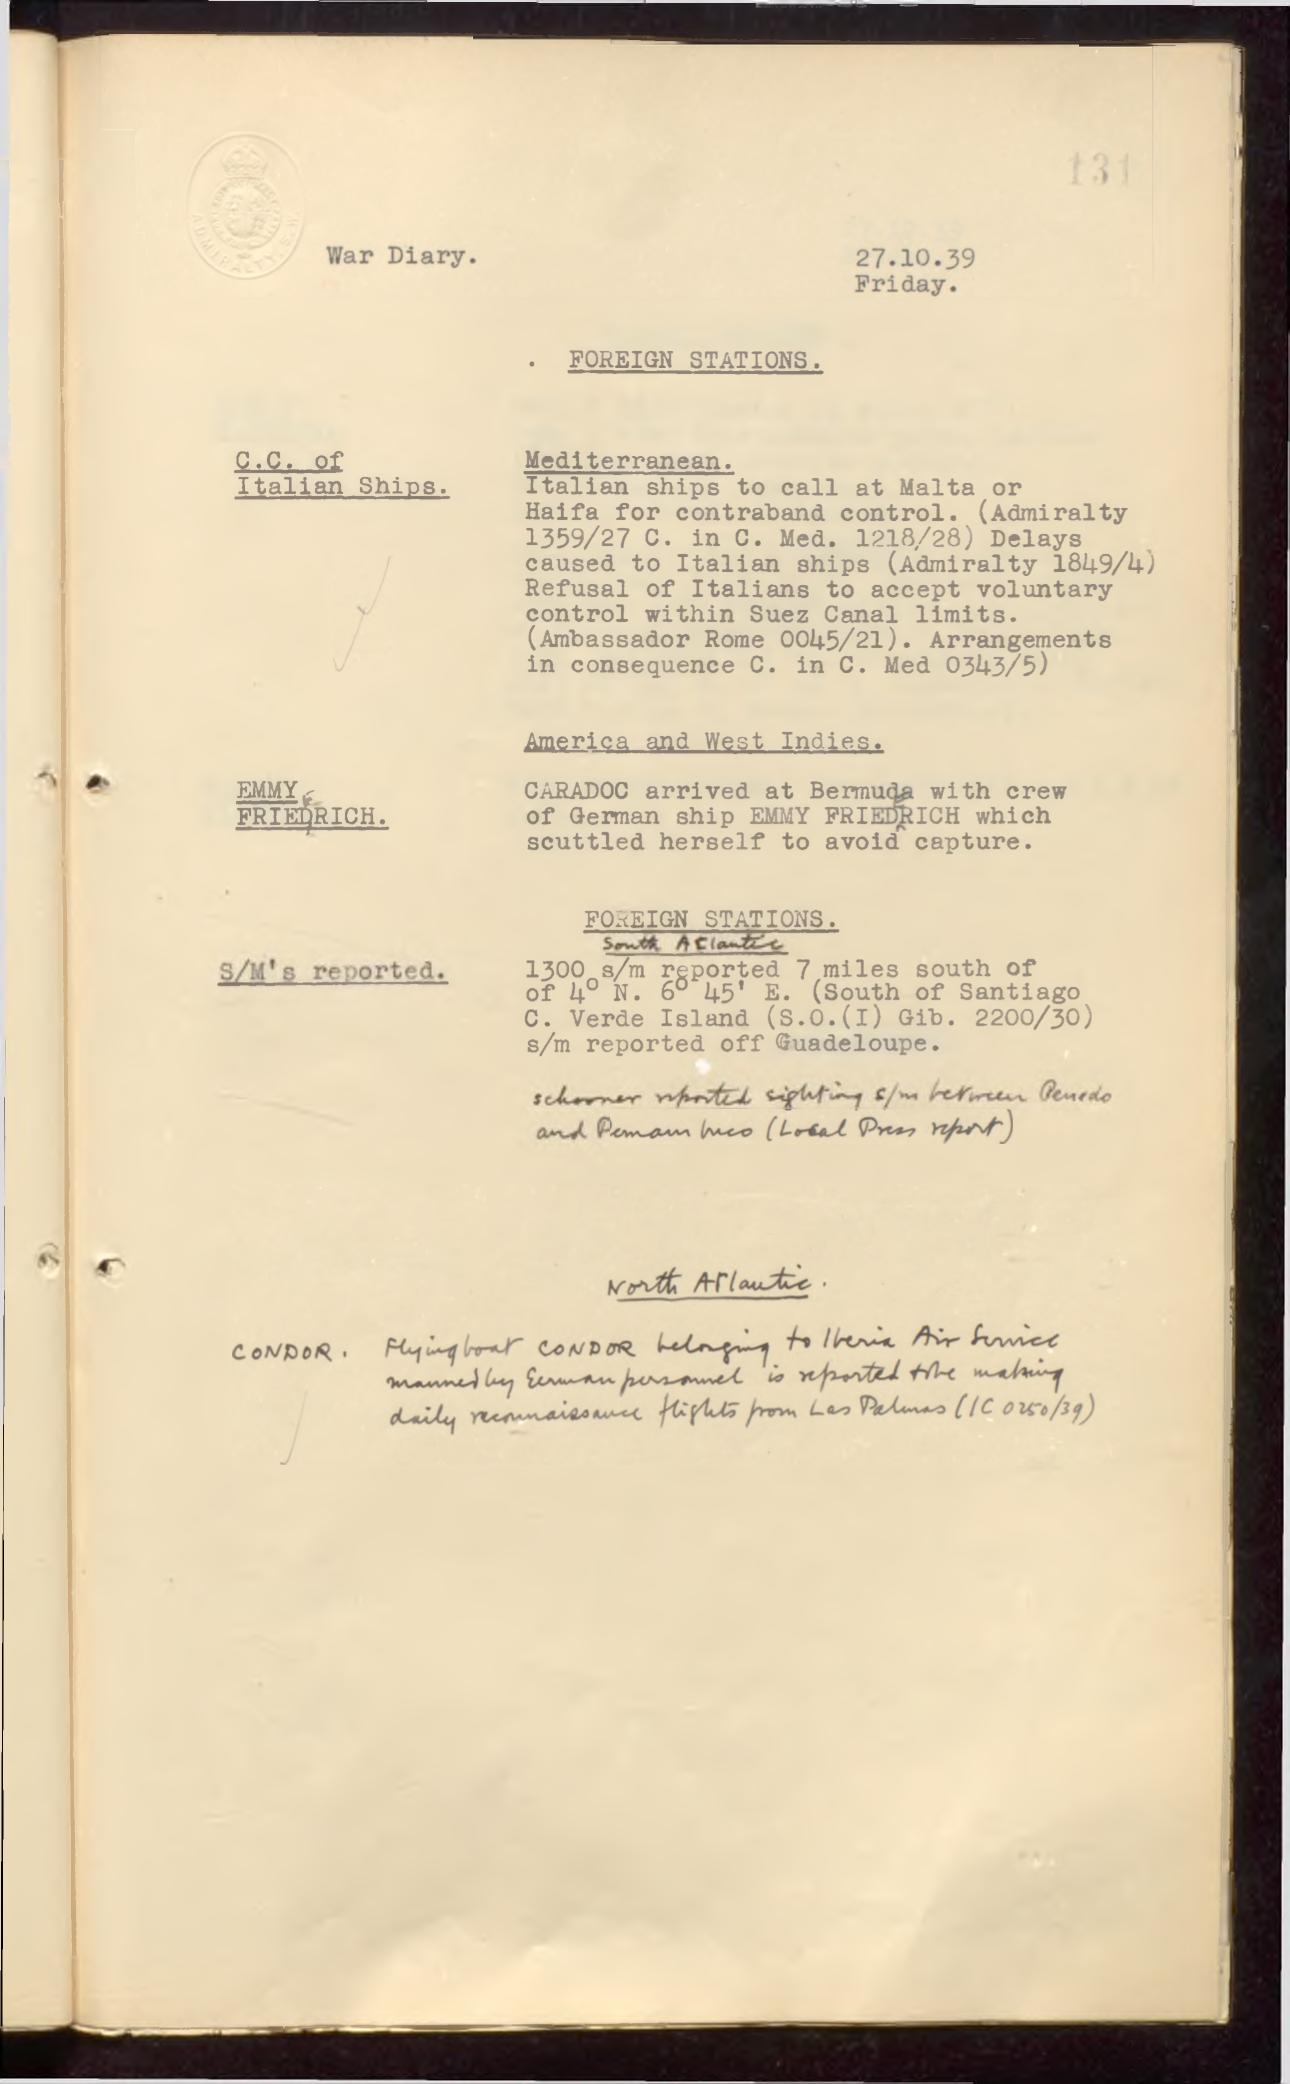 131
ADMIRALTY. S.W.
War Diary. 27.10.39
Friday.
. FOREIGN STATIONS.
C.C. of
Italian Ships.
Mediterranean.
Italian ships to call at Malta or
Haifa for contraband control. (Admiralty
1359/27 C. in C. Med. 1218/28) Delays
caused to Italian ships (Admiralty 1849/4)
Refusal of Italians to accept voluntary
control within Suez Canal limits.
(Ambassador Rome 0045/21). Arrangements
in consequence C. in C. Med 0343/5)
America and West Indies.
EMMY
FRIEDRICH.
CARADOC arrived at Bermuda with crew
of German ship EMMY FRIEDRICH which
scuttled herself to avoid capture.
FOREIGN STATIONS.
South Atlantic
S/M's reported.
1300 s/m reported 7 miles south of
of 4° N. 6° 45' E. (South of Santiago
C. Verde Island (S.O.(I) Gib. 2200/30)
s/m reported off Guadeloupe.
schooner reported sighting s/m between Penedo
and Pernambuco (Local Press report)
North Atlantic.
CONDOR. Flying boat CONDOR belonging to Iberia Air Service
manned by German personnel is reported to be making
daily reconnaissance flights from Las Palmas (IC 0250/39)